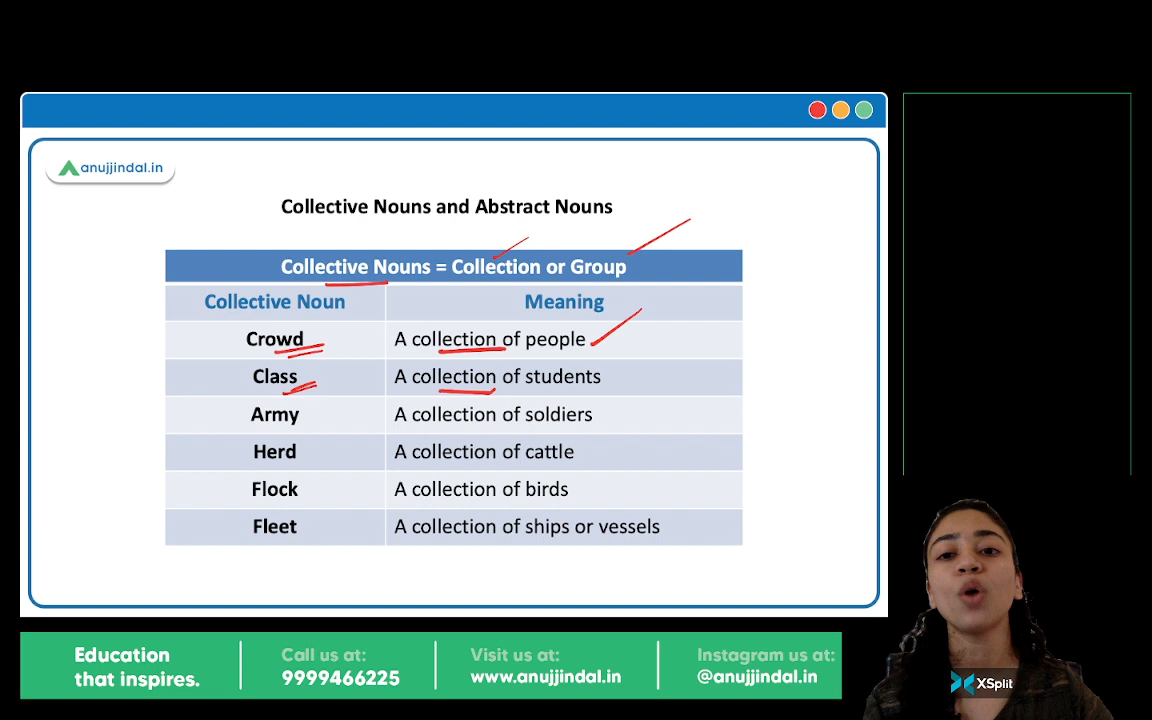 anujjindal.in
Collective Nouns and Abstract Nouns
Collective Nouns = Collection or Group
Collective Noun Meaning
Crowd A collection of people
Class A collection of students
Army A collection of soldiers
Herd A collection of cattle
Flock A collection of birds
Fleet A collection of ships or vessels
Education
that inspires.
Call us at:
9999466225
Visit us at:
www.anujjindal.in
Instagram us at:
@anujjindal.in
XSplit